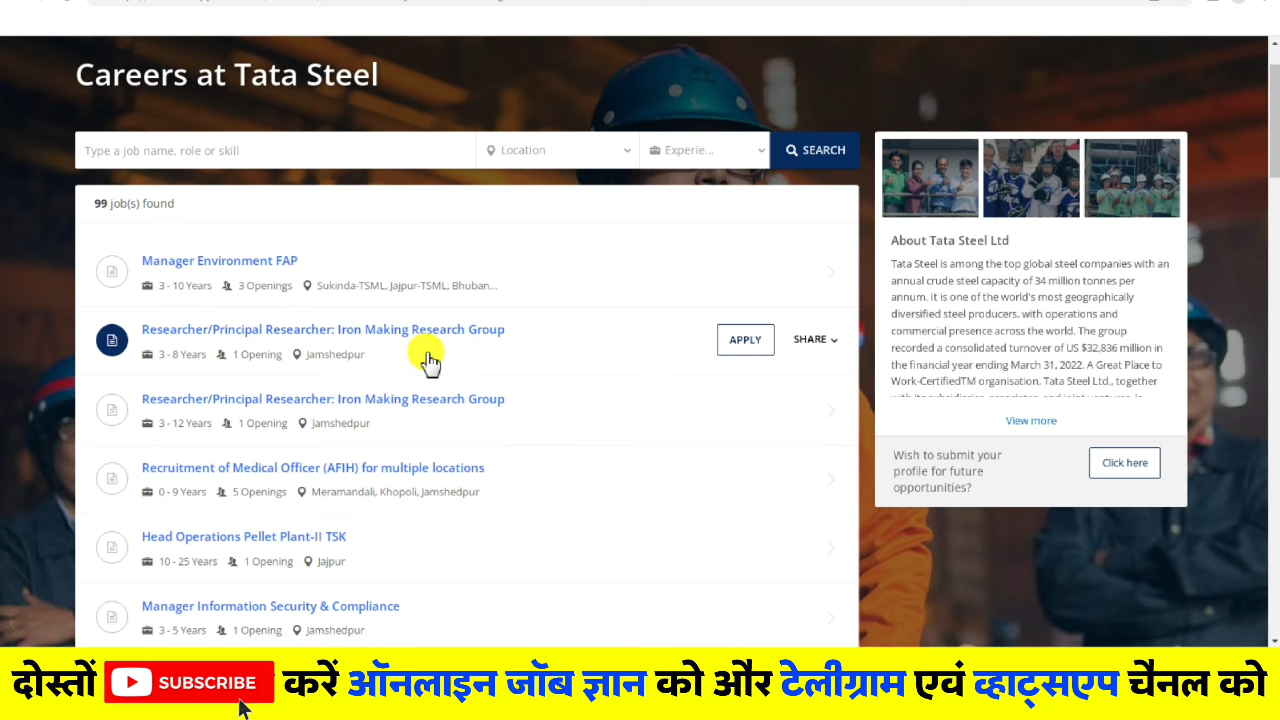 Careers at Tata Steel
Type a job name, role or skill
Location
Experie...
SEARCH
99 job(s) found
Manager Environment FAP
3 - 10 Years 3 Openings Sukinda-TSML, Jajpur-TSML, Bhuban...
Researcher/Principal Researcher: Iron Making Research Group
3 - 8 Years 1 Opening Jamshedpur
APPLY
SHARE
Researcher/Principal Researcher: Iron Making Research Group
3 - 12 Years 1 Opening Jamshedpur
Recruitment of Medical Officer (AFIH) for multiple locations
0 - 9 Years 5 Openings Meramandali, Khopoli, Jamshedpur
Head Operations Pellet Plant-II TSK
10 - 25 Years 1 Opening Jajpur
Manager Information Security & Compliance
3 - 5 Years 1 Opening Jamshedpur
About Tata Steel Ltd
Tata Steel is among the top global steel companies with an
annual crude steel capacity of 34 million tonnes per
annum. It is one of the world's most geographically
diversified steel producers, with operations and
commercial presence across the world. The group
recorded a consolidated turnover of US $32,836 million in
the financial year ending March 31, 2022. A Great Place to
Work-CertifiedTM organisation, Tata Steel Ltd., together
View more
Wish to submit your
profile for future
opportunities?
Click here
दोस्तों SUBSCRIBE करें ऑनलाइन जॉब ज्ञान को और टेलीग्राम एवं व्हाट्सएप चैनल को